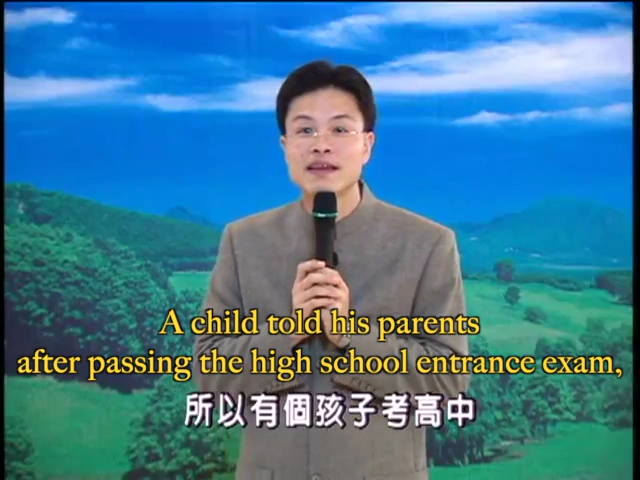 A child told his parents
after passing the high school entrance exam,
所以有個孩子考高中